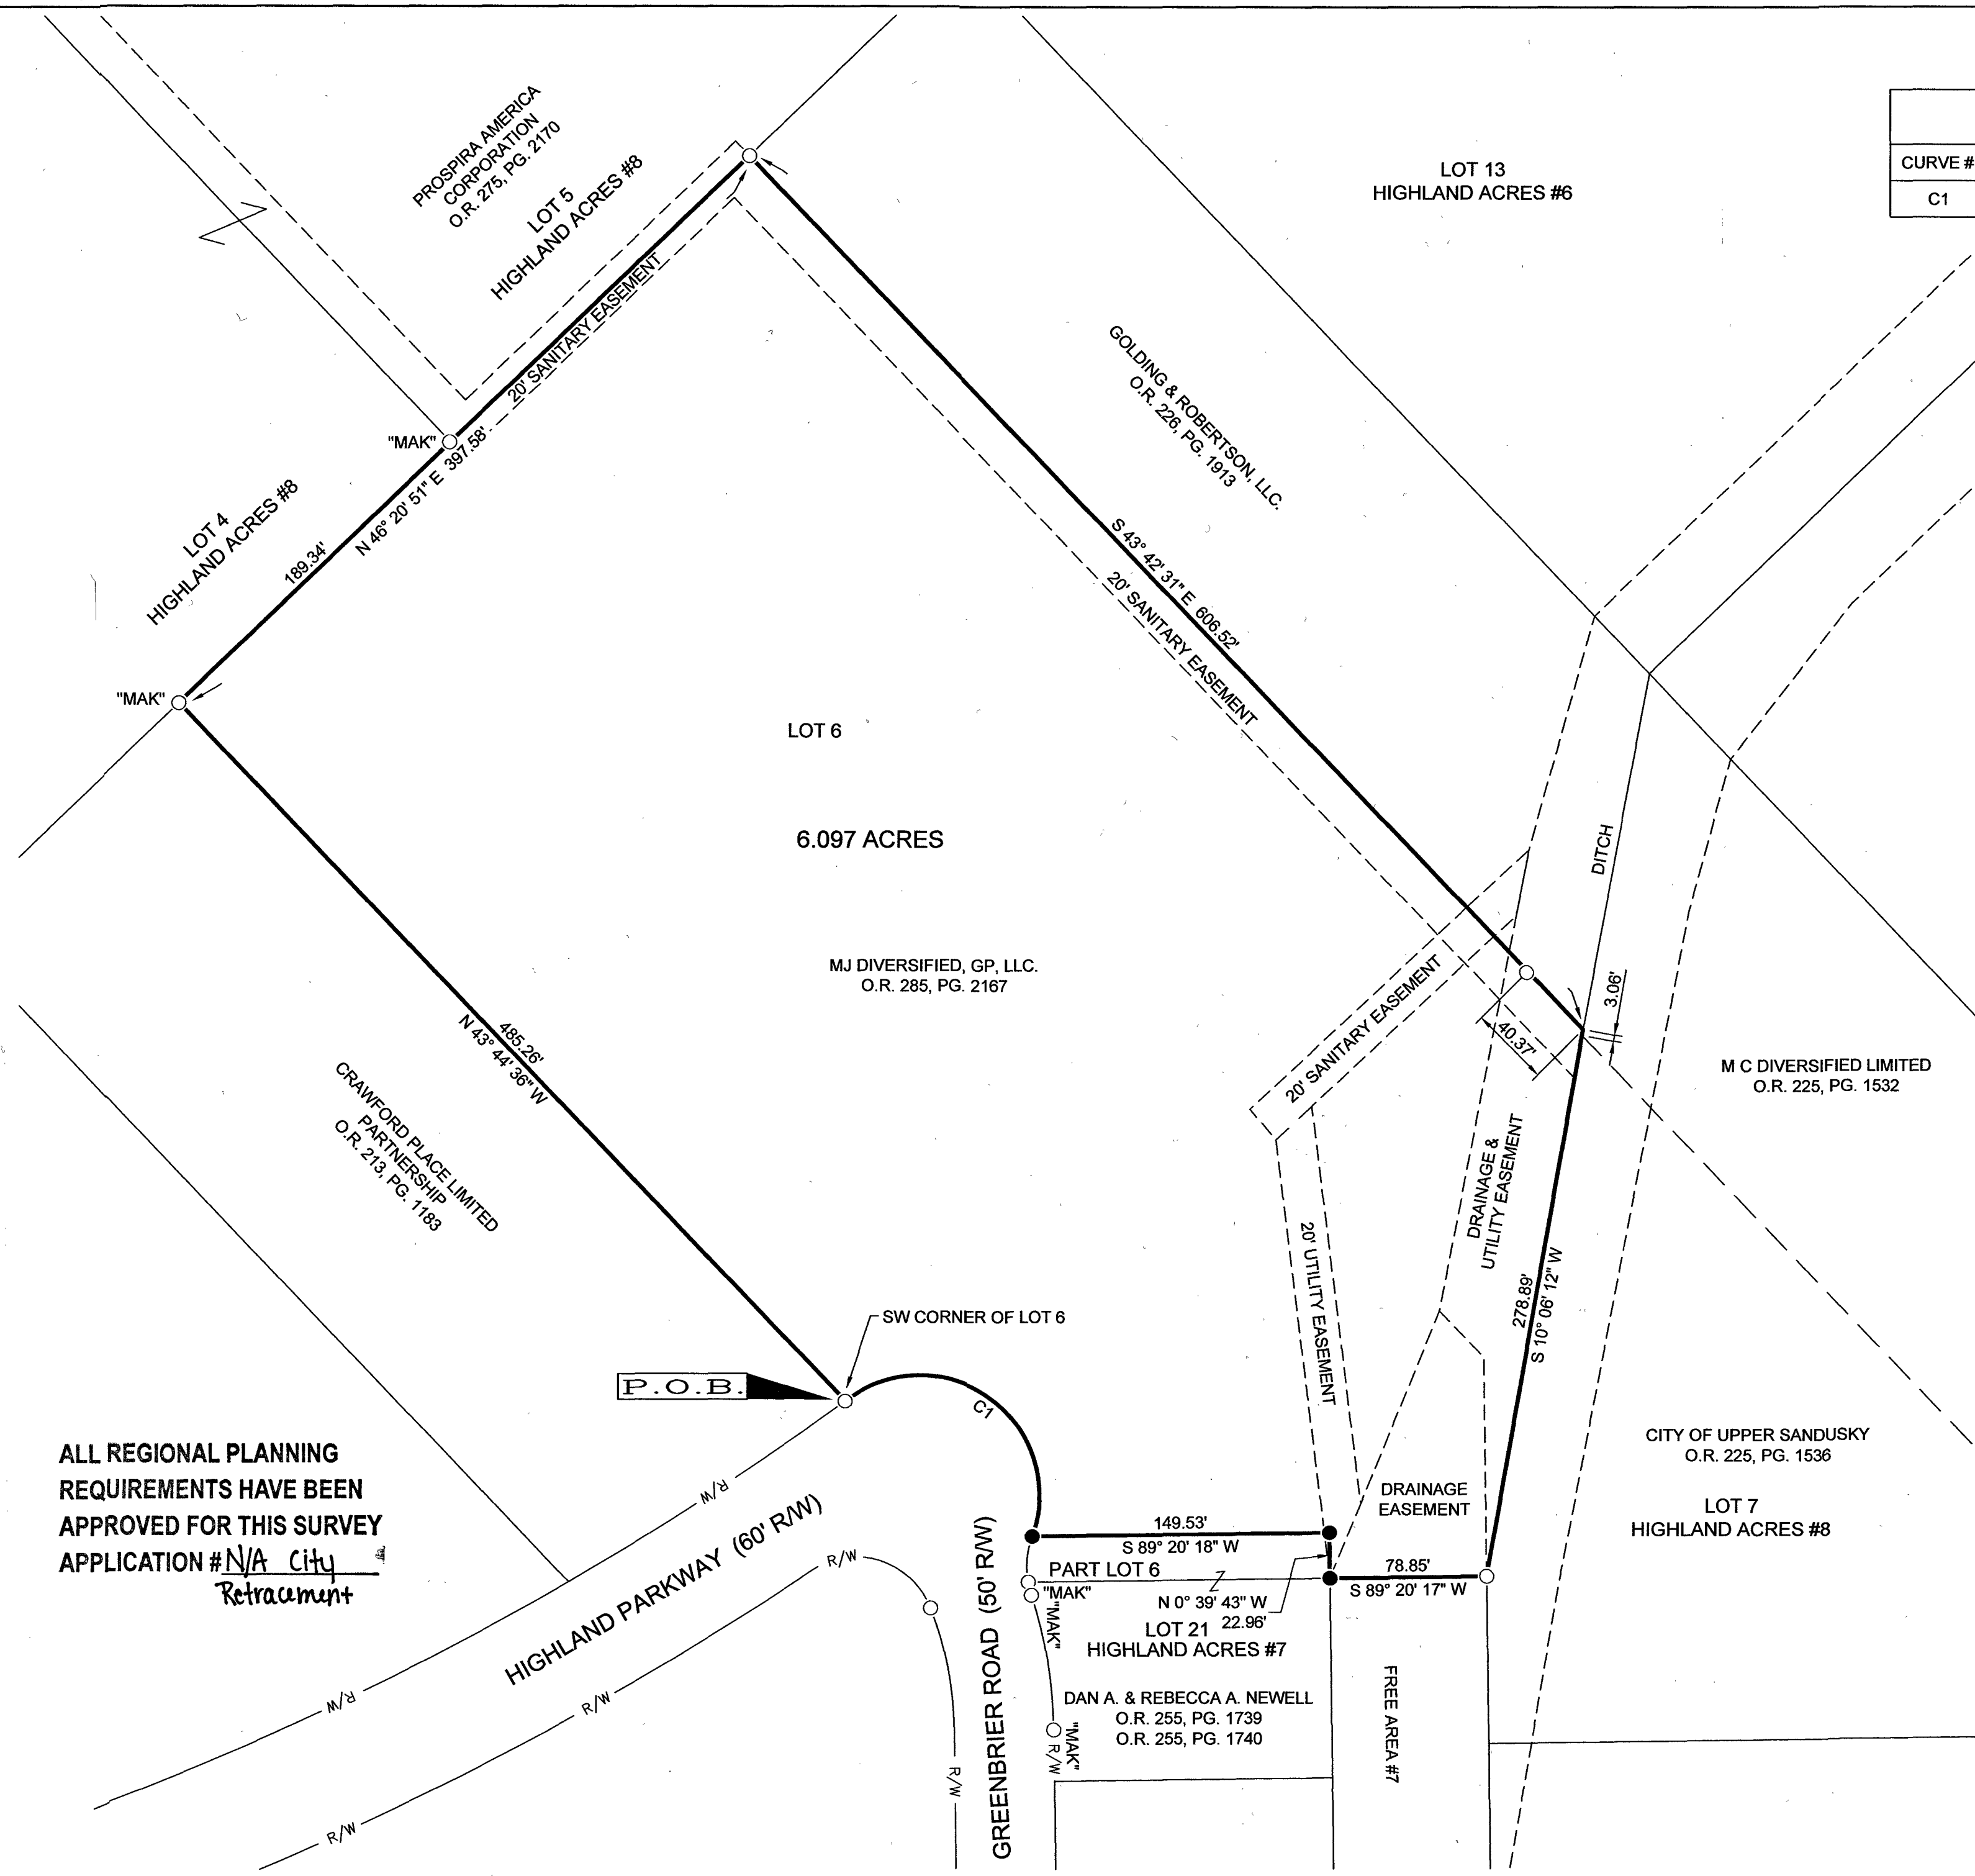 PROSPIRA AMERICA
CORPORATION
O.R. 275, PG. 2170
LOT 5
HIGHLAND ACRES #8
LOT 13
HIGHLAND ACRES #6
CURVE #
C1
20' SANITARY EASEMENT
"MAK"
N 46° 20' 51" E 397.58'
LOT 4
HIGHLAND ACRES #8
189.34'
"MAK"
GOLDING & ROBERTSON, LLC.
O.R. 226, PG. 1913
S 43° 42' 31" E 606.52'
20' SANITARY EASEMENT
LOT 6
6.097 ACRES
MJ DIVERSIFIED, GP, LLC.
O.R. 285, PG. 2167
DITCH
20' SANITARY EASEMENT
40.37'
3.06'
M C DIVERSIFIED LIMITED
O.R. 225, PG. 1532
485.26'
N 43° 44' 36" W
CRAWFORD PLACE LIMITED
PARTNERSHIP
O.R. 213, PG. 1183
DRAINAGE &
UTILITY EASEMENT
20' UTILITY EASEMENT
278.89'
S 10° 06' 12" W
SW CORNER OF LOT 6
P.O.B.
C1
CITY OF UPPER SANDUSKY
O.R. 225, PG. 1536
LOT 7
HIGHLAND ACRES #8
ALL REGIONAL PLANNING
REQUIREMENTS HAVE BEEN
APPROVED FOR THIS SURVEY
APPLICATION # N/A City
Retracement
DRAINAGE
EASEMENT
R/W
HIGHLAND PARKWAY (60' R/W)
R/W
R/W
R/W
R/W
149.53'
S 89° 20' 18" W
PART LOT 6
"MAK"
"MAK"
N 0° 39' 43" W
22.96'
78.85'
S 89° 20' 17" W
LOT 21
HIGHLAND ACRES #7
DAN A. & REBECCA A. NEWELL
O.R. 255, PG. 1739
O.R. 255, PG. 1740
"MAK"
R/W
R/W
GREENBRIER ROAD (50' R/W)
FREE AREA #7